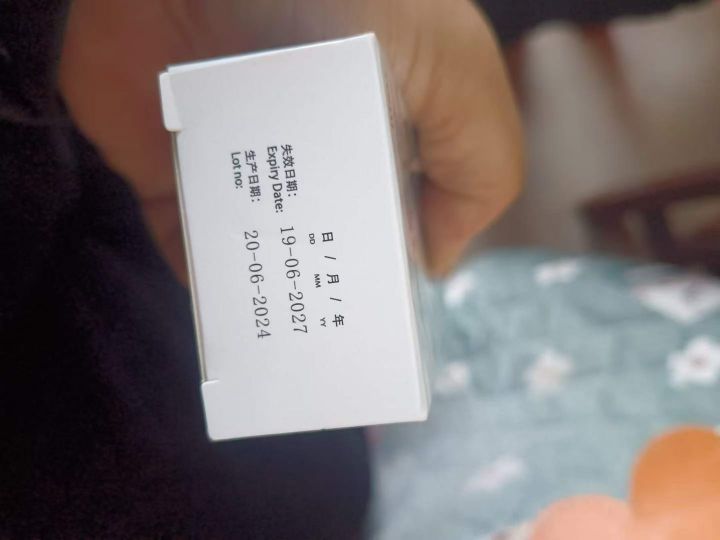 日 / 月 / 年
DD MM YY
失效日期：
Expiry Date: 19-06-2027
生产日期： 20-06-2024
Lot no: